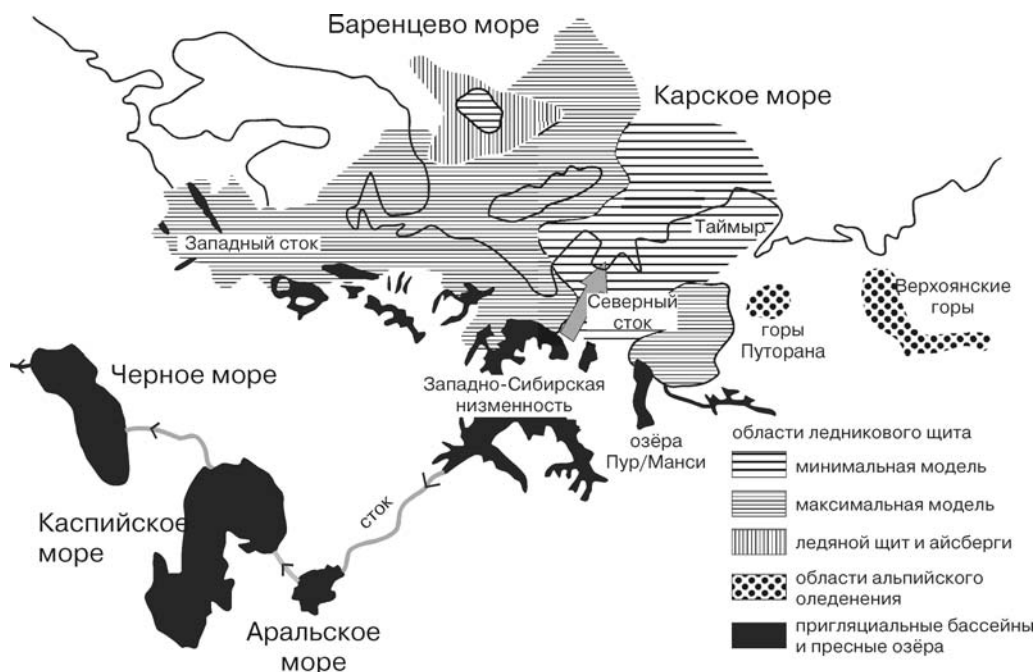 Баренцево море
Карское море
Таймыр
Западный сток
Северный
сток
Верхоянские
горы
горы
Путорана
Черное море
Западно-Сибирская
низменность
озёра
Пур/Манси
сток
Каспийское
море
Аральское
море
области ледникового щита
минимальная модель
максимальная модель
ледяной щит и айсберги
области альпийского
оледенения
пригляциальные бассейны
и пресные озёра